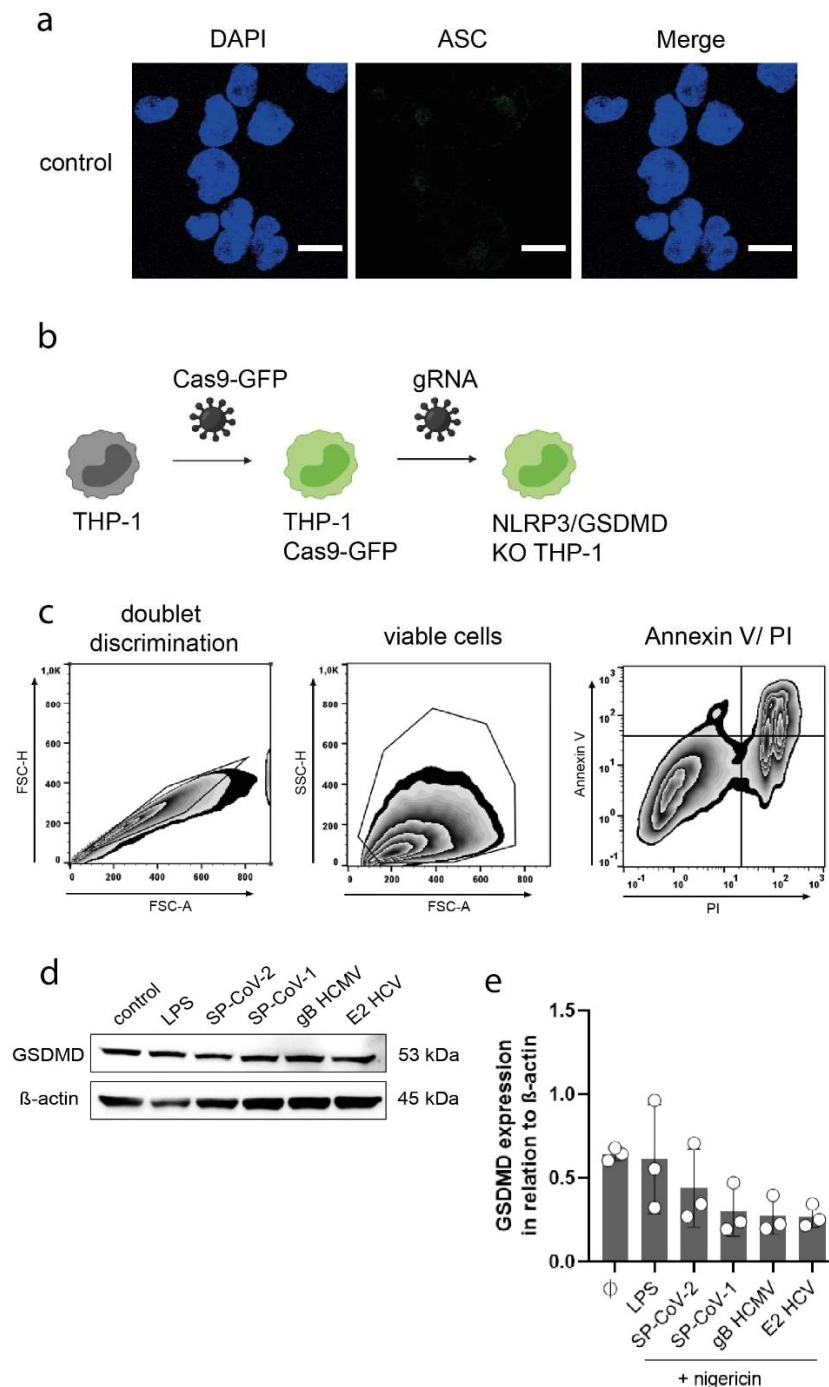 a
DAPI ASC Merge
control
b
Cas9-GFP gRNA
THP-1 THP-1 NLRP3/GSDMD
Cas9-GFP KO THP-1
c
doublet
discrimination
viable cells
Annexin V/ PI
FSC-H
1,0K
800
600
400
200
0
0 200 400 600 800
FSC-A
SSC-H
1,0K
800
600
400
200
0
0 200 400 600 800
FSC-A
Annexin V
10³
10²
10¹
10⁰
10⁻¹
10⁻¹ 10⁰ 10¹ 10² 10³
PI
d
control LPS SP-CoV-2 SP-CoV-1 gB HCMV E2 HCV
GSDMD 53 kDa
ß-actin 45 kDa
e
GSDMD expression
in relation to ß-actin
1.5
1.0
0.5
0.0
ϕ LPS SP-CoV-2 SP-CoV-1 gB HCMV E2 HCV
+ nigericin